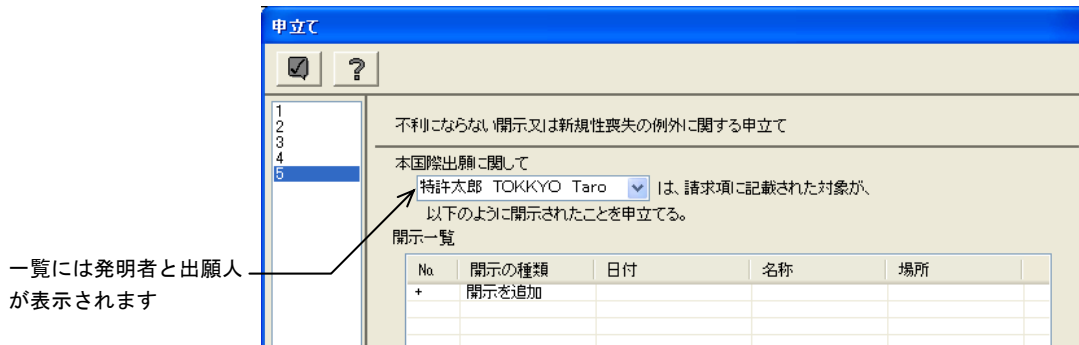 申立て
1
2
3
4
5
不利にならない開示又は新規性喪失の例外に関する申立て
本国際出願に関して
特許太郎 TOKKYO Taro は、請求項に記載された対象が、
以下のように開示されたことを申立てる。
開示一覧
No. 開示の種類 日付 名称 場所
+ 開示を追加
一覧には発明者と出願人
が表示されます